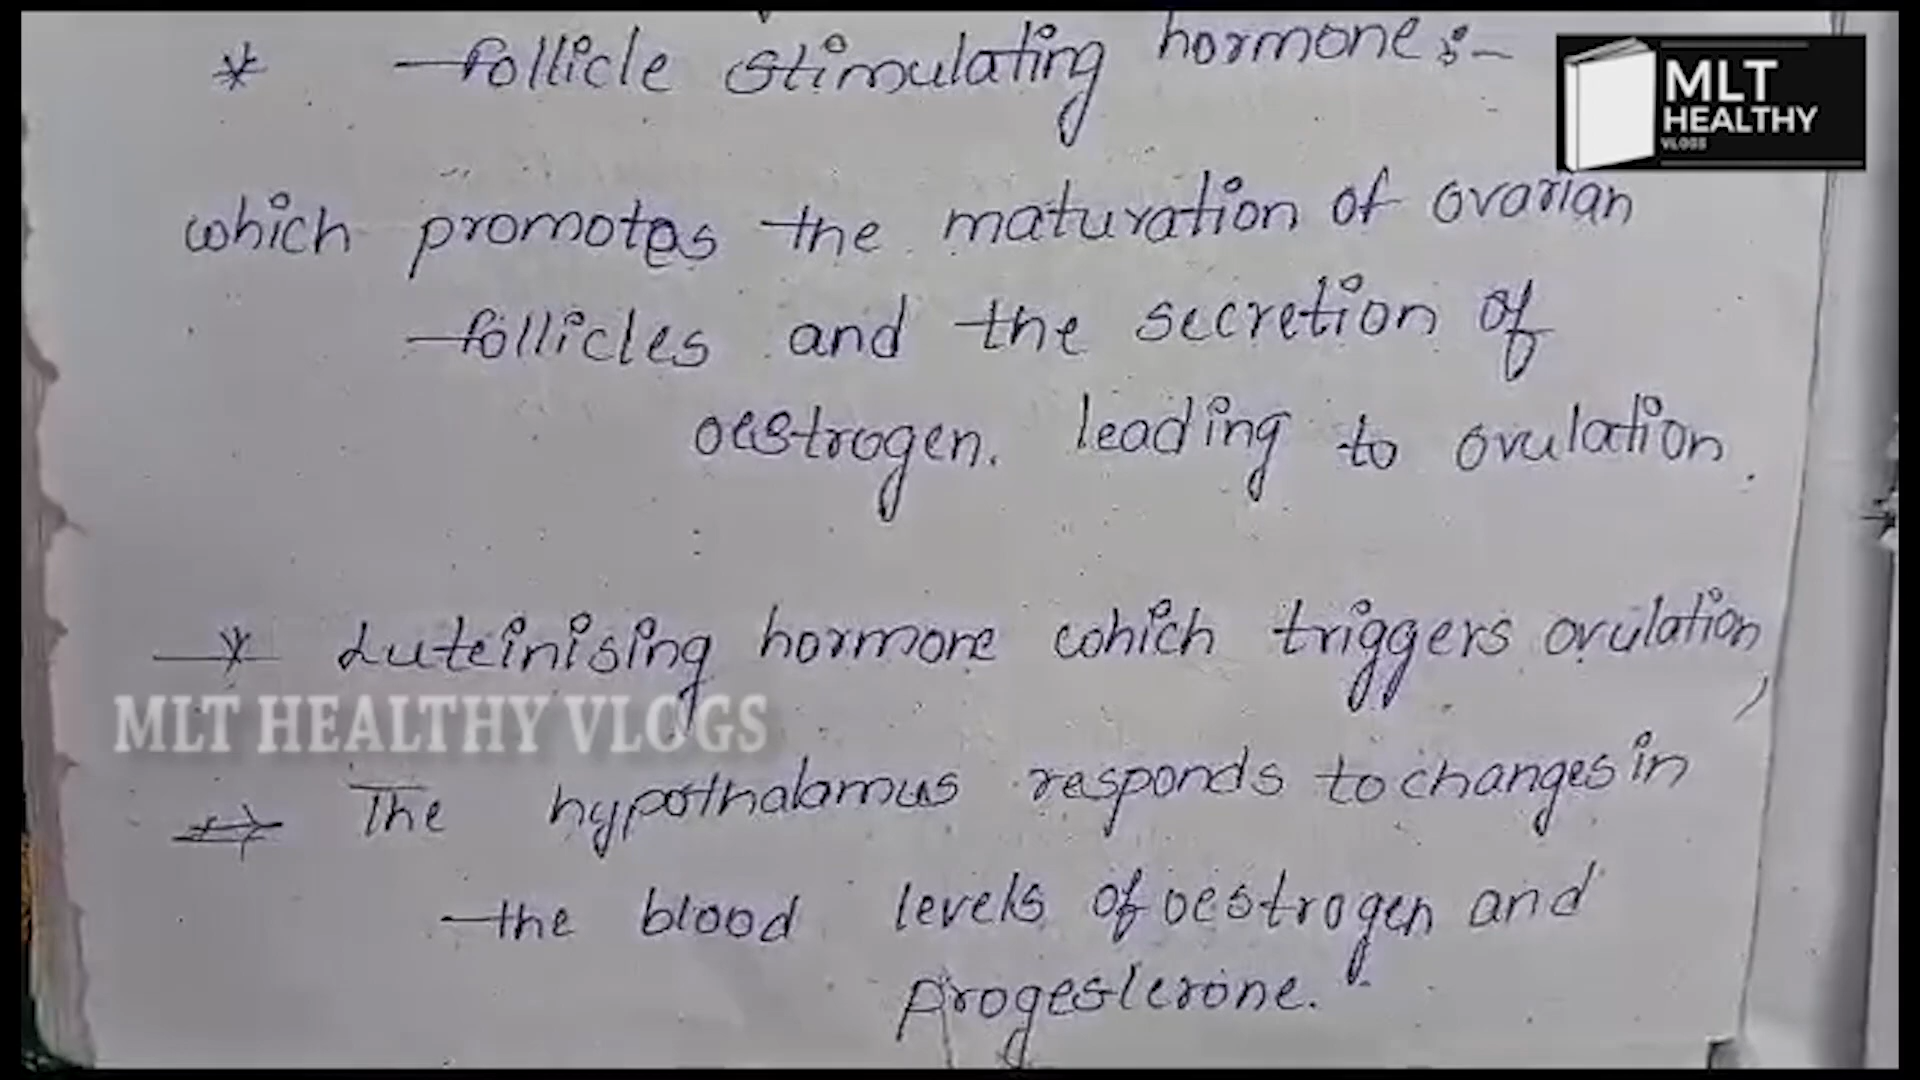 * follicle stimulating hormone:-
MLT
HEALTHY
VLOGS
which promotes the maturation of ovarian
follicles and the secretion of
oestrogen. leading to ovulation.
* Luteinising hormone which triggers ovulation
MLT HEALTHY VLOGS
The hypothalamus responds to changes in
the blood levels of oestrogen and
progesterone.